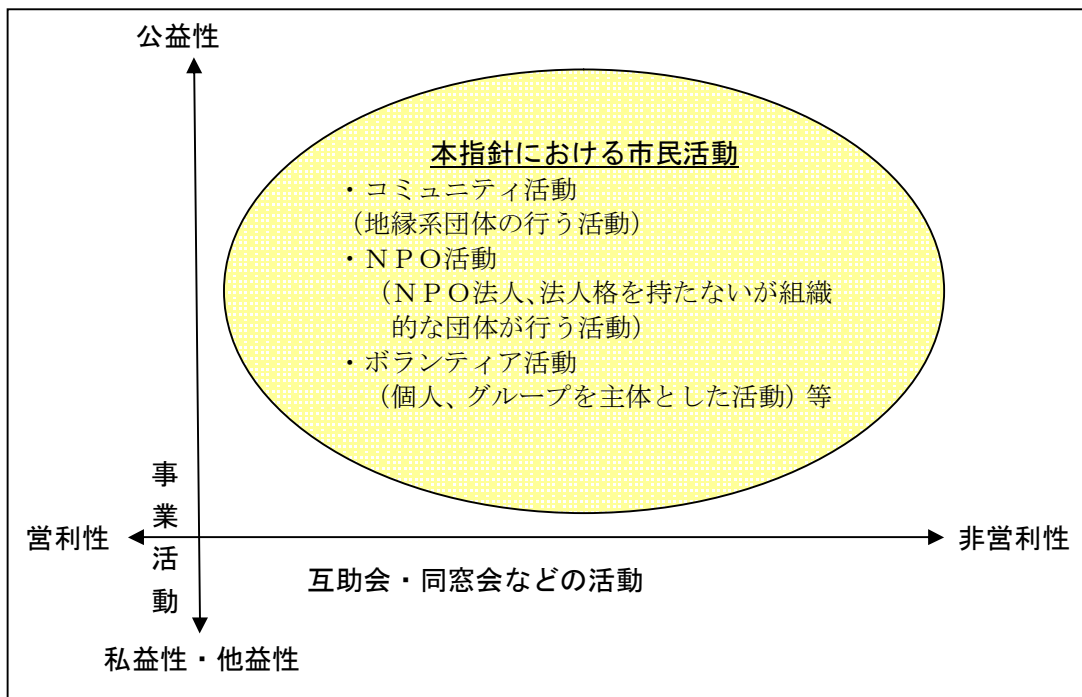 公益性
本指針における市民活動
・コミュニティ活動
(地縁系団体の行う活動)
・ＮＰＯ活動
(ＮＰＯ法人、法人格を持たないが組織
的な団体が行う活動)
・ボランティア活動
(個人、グループを主体とした活動)等
事業活動
営利性
非営利性
互助会・同窓会などの活動
私益性・他益性